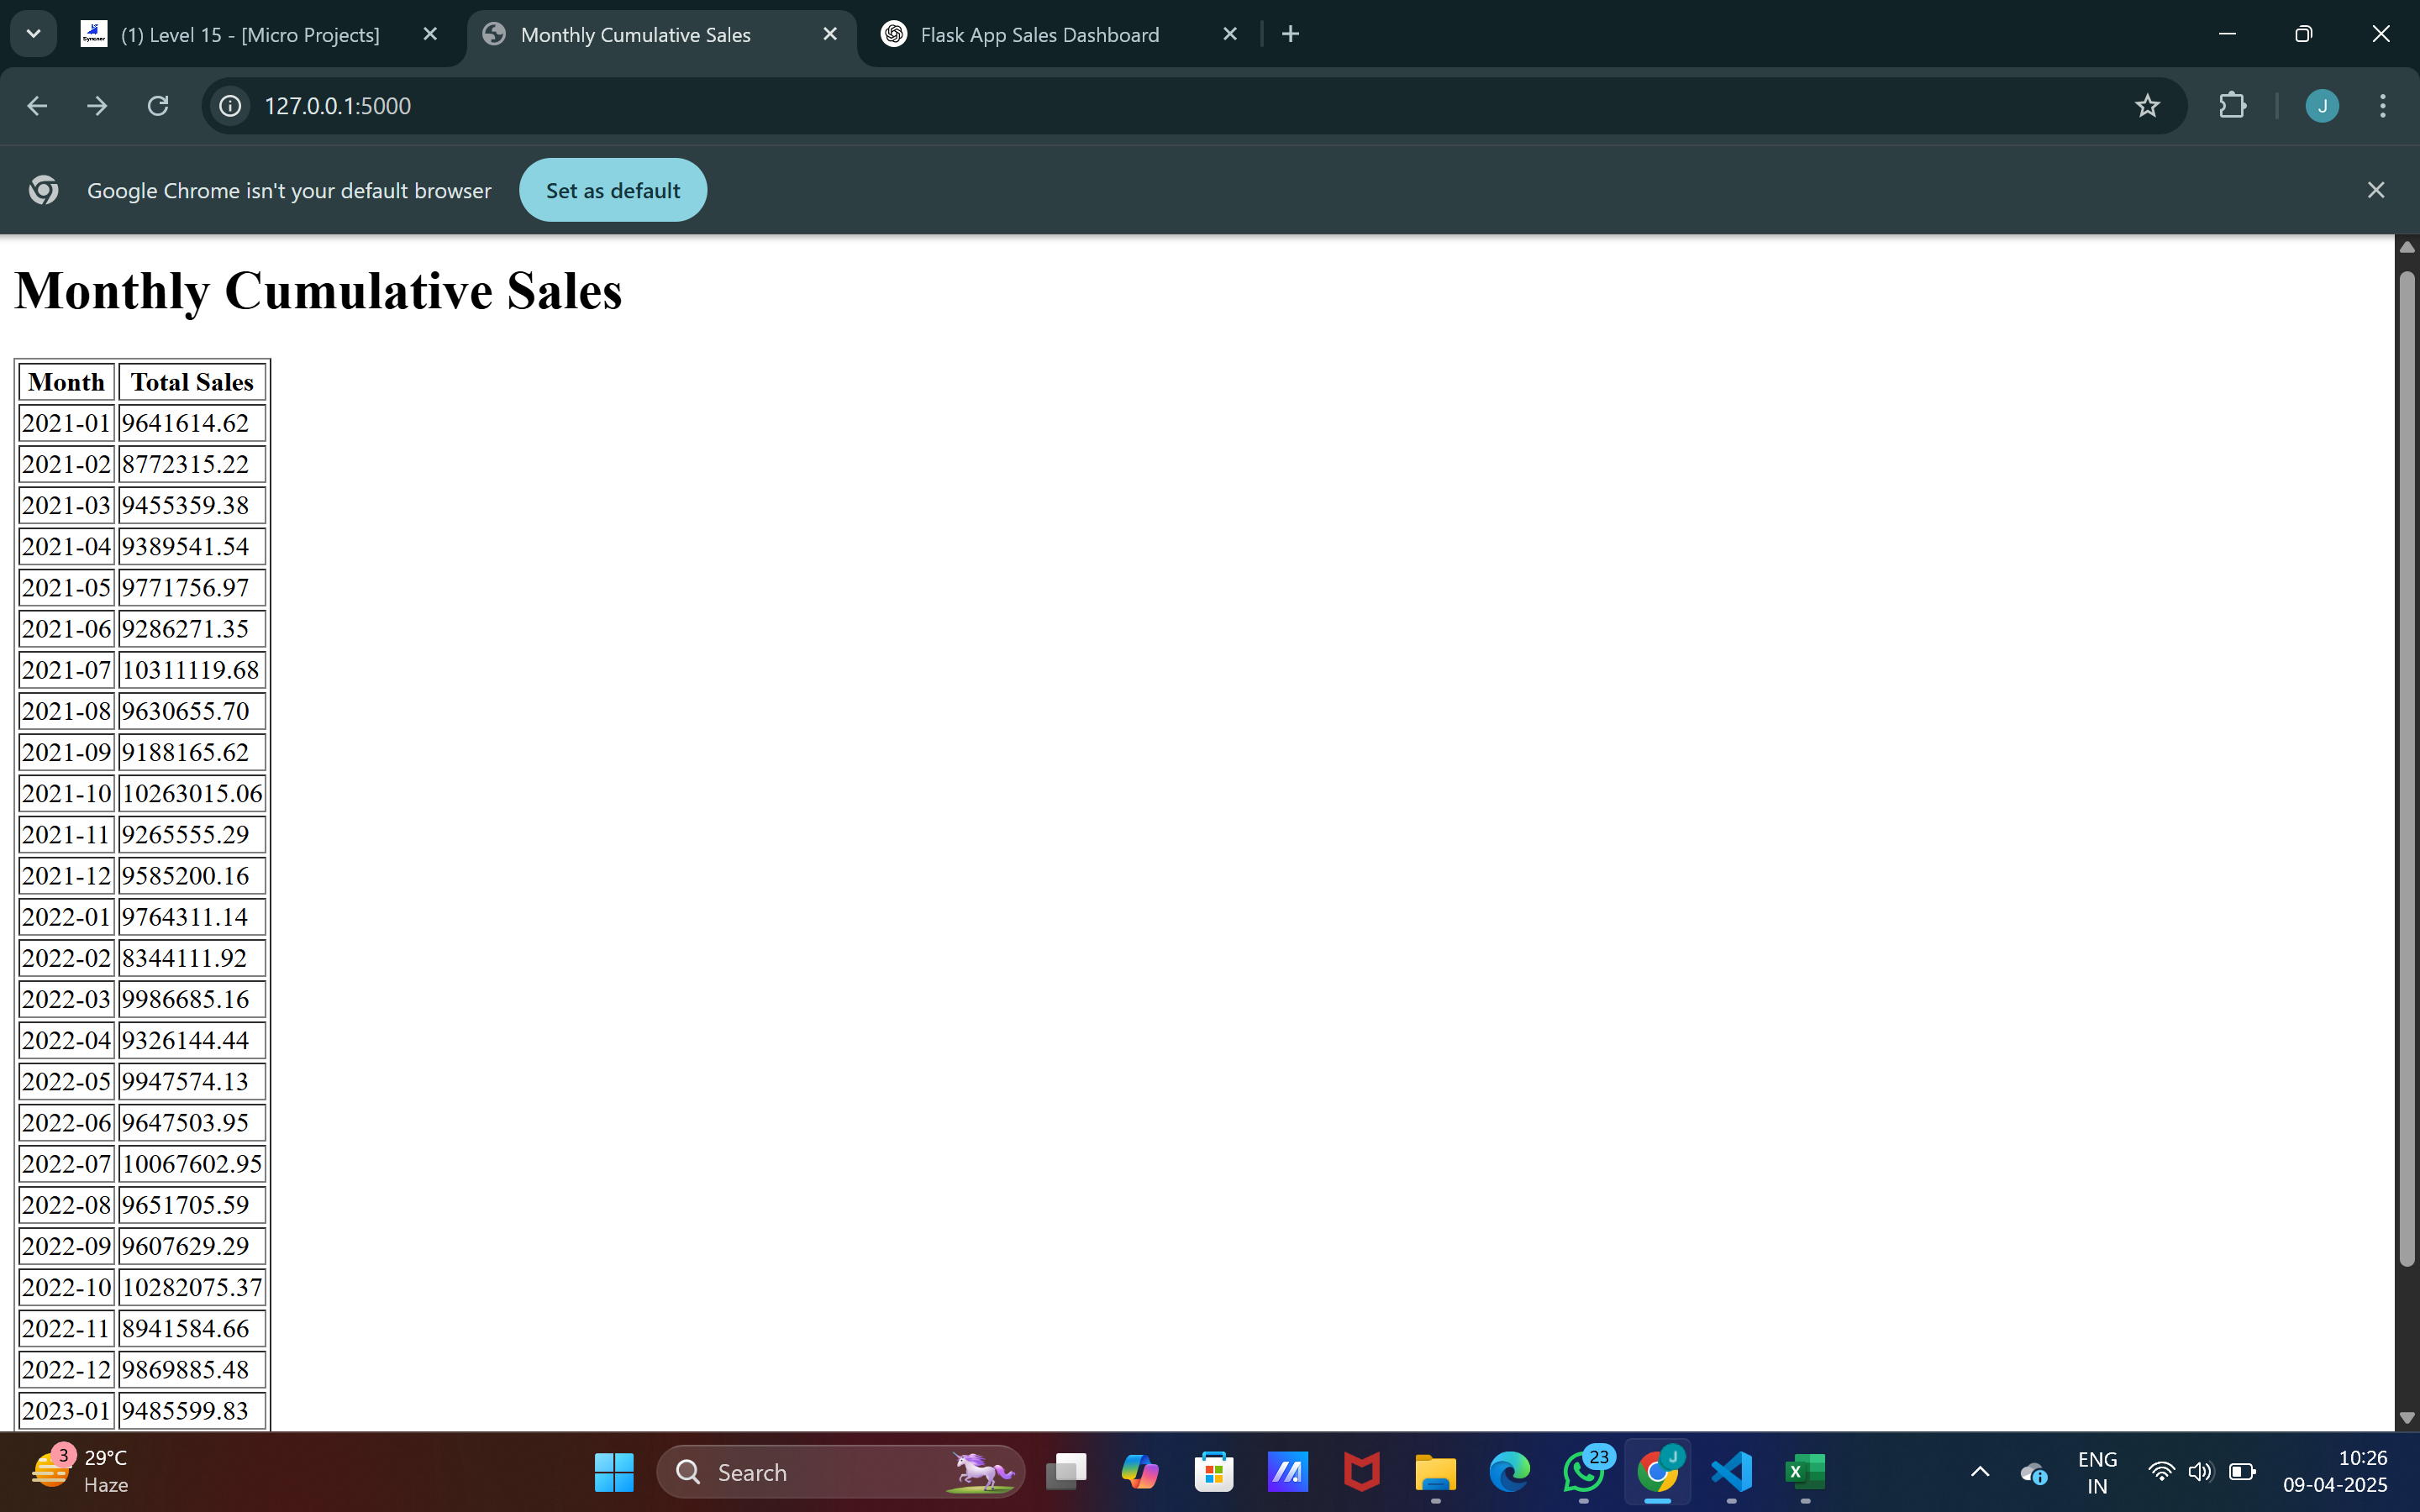 (1) Level 15 - [Micro Projects]
Monthly Cumulative Sales
Flask App Sales Dashboard
127.0.0.1:5000
J
Google Chrome isn't your default browser
Set as default
Monthly Cumulative Sales
Month Total Sales
2021-01 9641614.62
2021-02 8772315.22
2021-03 9455359.38
2021-04 9389541.54
2021-05 9771756.97
2021-06 9286271.35
2021-07 10311119.68
2021-08 9630655.70
2021-09 9188165.62
2021-10 10263015.06
2021-11 9265555.29
2021-12 9585200.16
2022-01 9764311.14
2022-02 8344111.92
2022-03 9986685.16
2022-04 9326144.44
2022-05 9947574.13
2022-06 9647503.95
2022-07 10067602.95
2022-08 9651705.59
2022-09 9607629.29
2022-10 10282075.37
2022-11 8941584.66
2022-12 9869885.48
2023-01 9485599.83
3
29°C
Haze
Search
23
J
ENG
IN
10:26
09-04-2025